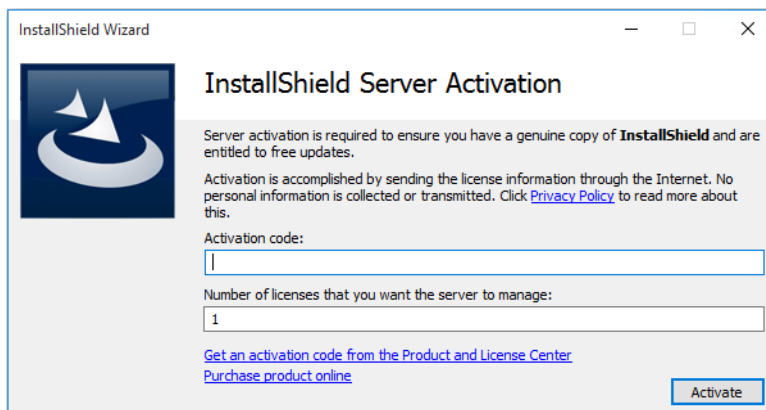 InstallShield Wizard
InstallShield Server Activation
Server activation is required to ensure you have a genuine copy of InstallShield and are
entitled to free updates.
Activation is accomplished by sending the license information through the Internet. No
personal information is collected or transmitted. Click Privacy Policy to read more about
this.
Activation code:
Number of licenses that you want the server to manage:
1
Get an activation code from the Product and License Center
Purchase product online
Activate